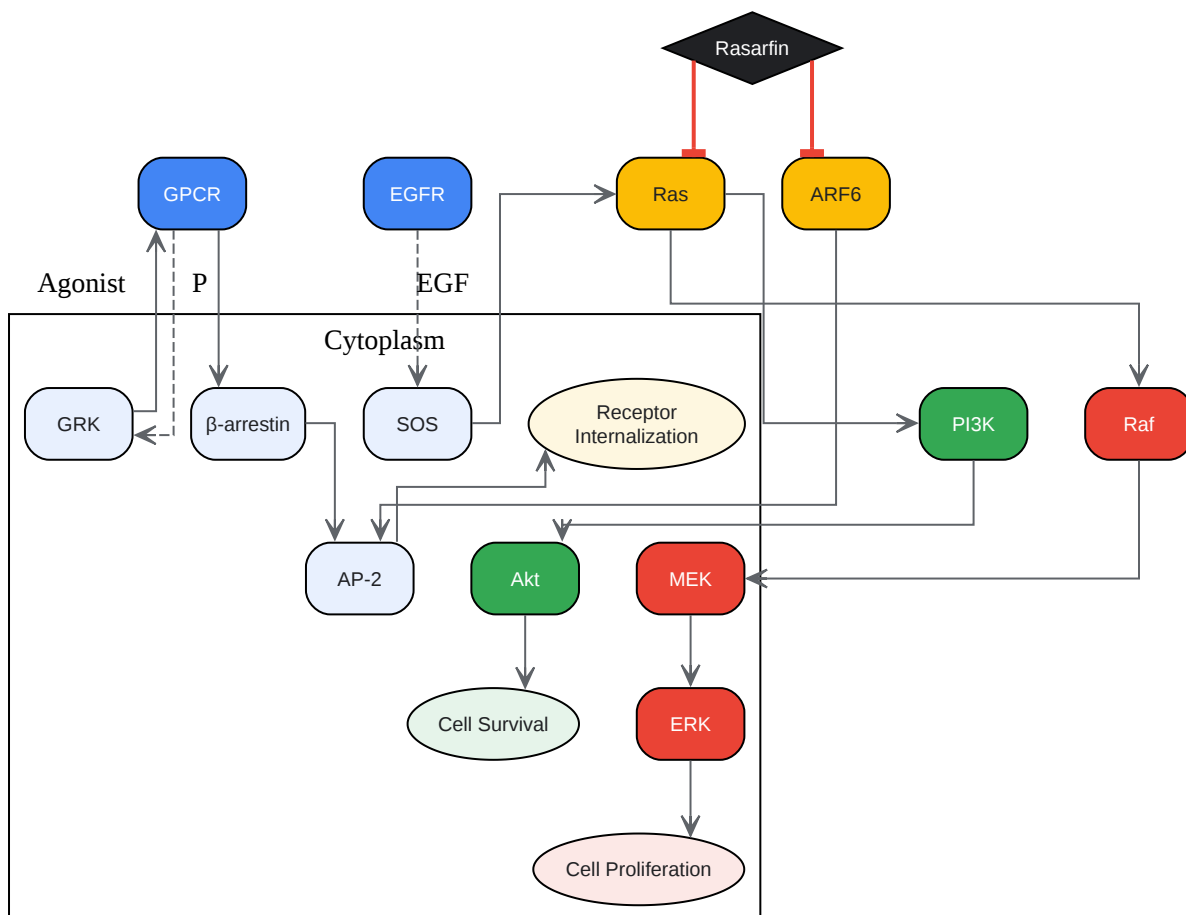 Rasarfin
GPCR
EGFR
Ras
ARF6
Agonist
P
EGF
Cytoplasm
GRK
β-arrestin
SOS
Receptor
Internalization
PI3K
Raf
AP-2
Akt
MEK
Cell Survival
ERK
Cell Proliferation